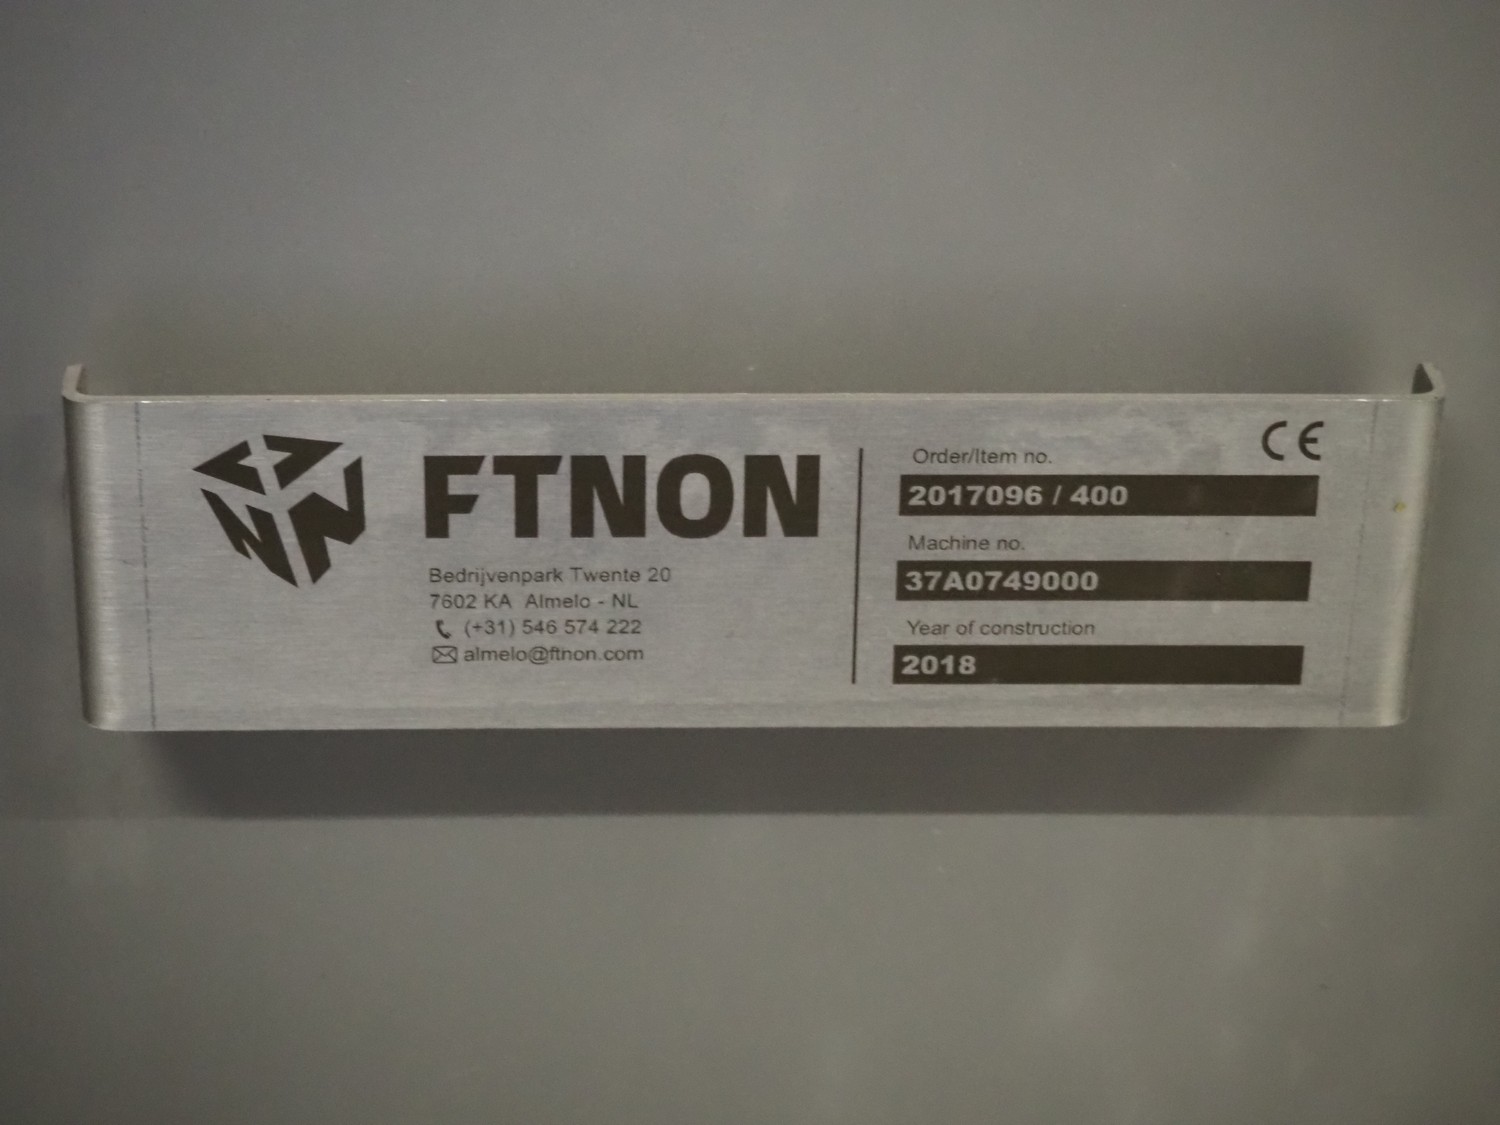 FTNON
Bedrijvenpark Twente 20
7602 KA Almelo - NL
(+31) 546 574 222
almelo@ftnon.com
CE
Order/Item no.
2017096 / 400
Machine no.
37A0749000
Year of construction
2018